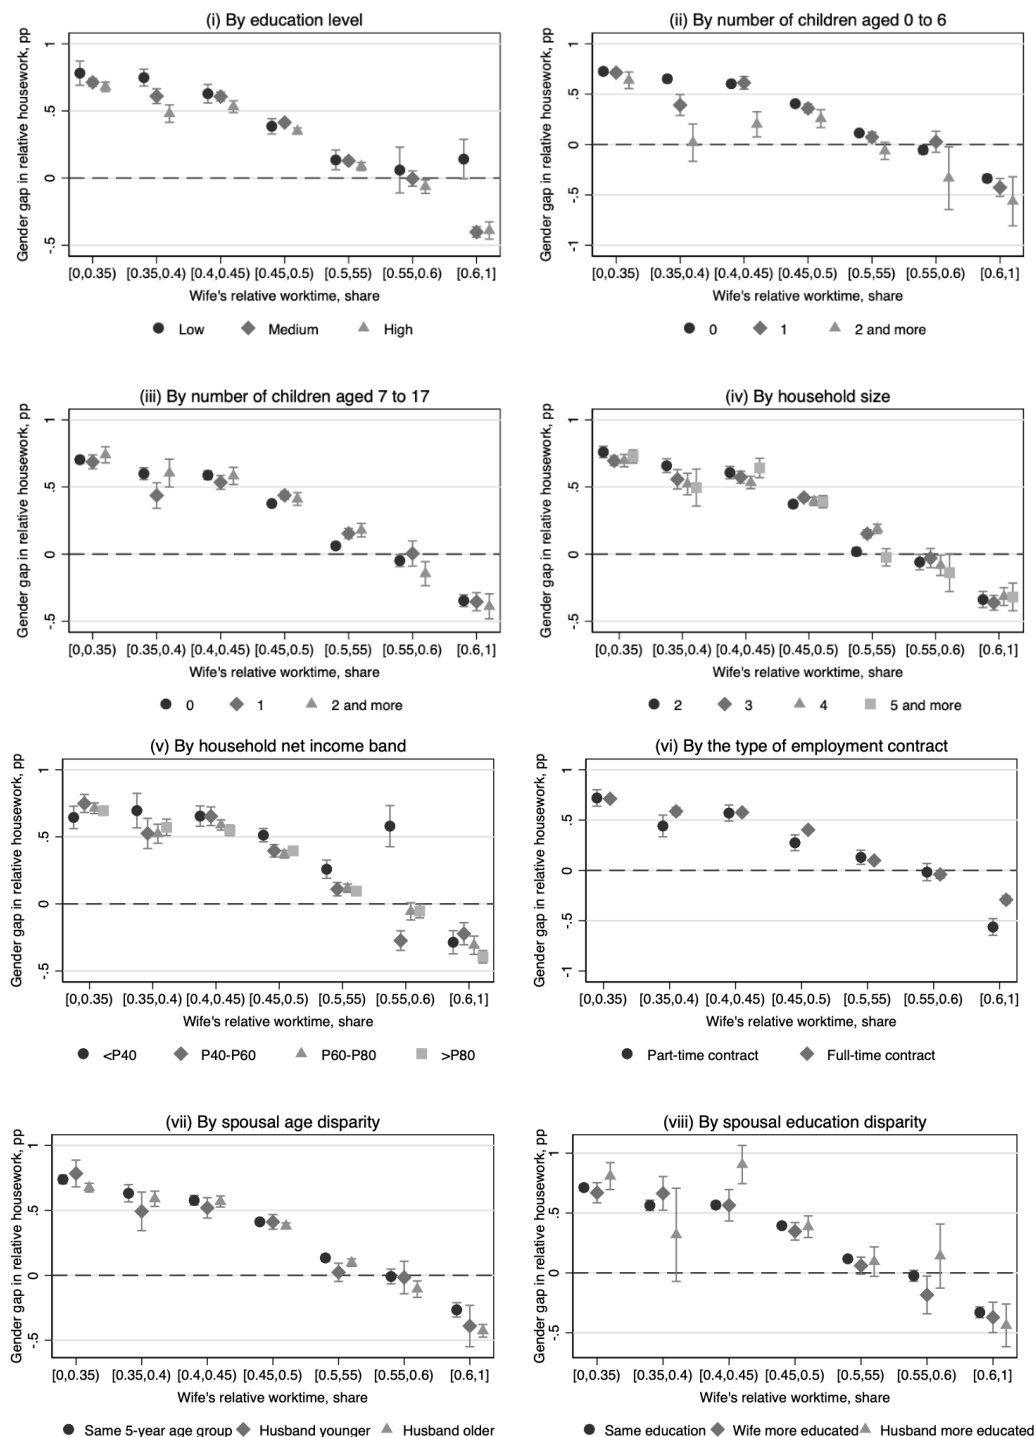 (i) By education level
Gender gap in relative housework, pp
1
.5
0
-.5
[0,0.35) [0.35,0.4) [0.4,0.45) [0.45,0.5) [0.5,55) [0.55,0.6) [0.6,1]
Wife's relative worktime, share
Low Medium High
(ii) By number of children aged 0 to 6
Gender gap in relative housework, pp
1
.5
0
-.5
-1
[0,0.35) [0.35,0.4) [0.4,0.45) [0.45,0.5) [0.5,55) [0.55,0.6) [0.6,1]
Wife's relative worktime, share
0 1 2 and more
(iii) By number of children aged 7 to 17
Gender gap in relative housework, pp
1
.5
0
-.5
[0,0.35) [0.35,0.4) [0.4,0.45) [0.45,0.5) [0.5,55) [0.55,0.6) [0.6,1]
Wife's relative worktime, share
0 1 2 and more
(iv) By household size
Gender gap in relative housework, pp
1
.5
0
-.5
[0,0.35) [0.35,0.4) [0.4,0.45) [0.45,0.5) [0.5,55) [0.55,0.6) [0.6,1]
Wife's relative worktime, share
2 3 4 5 and more
(v) By household net income band
Gender gap in relative housework, pp
1
.5
0
-.5
[0,0.35) [0.35,0.4) [0.4,0.45) [0.45,0.5) [0.5,55) [0.55,0.6) [0.6,1]
Wife's relative worktime, share
<P40 P40-P60 P60-P80 >P80
(vi) By the type of employment contract
Gender gap in relative housework, pp
1
.5
0
-.5
-1
[0,0.35) [0.35,0.4) [0.4,0.45) [0.45,0.5) [0.5,55) [0.55,0.6) [0.6,1]
Wife's relative worktime, share
Part-time contract Full-time contract
(vii) By spousal age disparity
Gender gap in relative housework, pp
1
.5
0
-.5
[0,0.35) [0.35,0.4) [0.4,0.45) [0.45,0.5) [0.5,55) [0.55,0.6) [0.6,1]
Wife's relative worktime, share
Same 5-year age group Husband younger Husband older
(viii) By spousal education disparity
Gender gap in relative housework, pp
1
.5
0
-.5
[0,0.35) [0.35,0.4) [0.4,0.45) [0.45,0.5) [0.5,55) [0.55,0.6) [0.6,1]
Wife's relative worktime, share
Same education Wife more educated Husband more educated